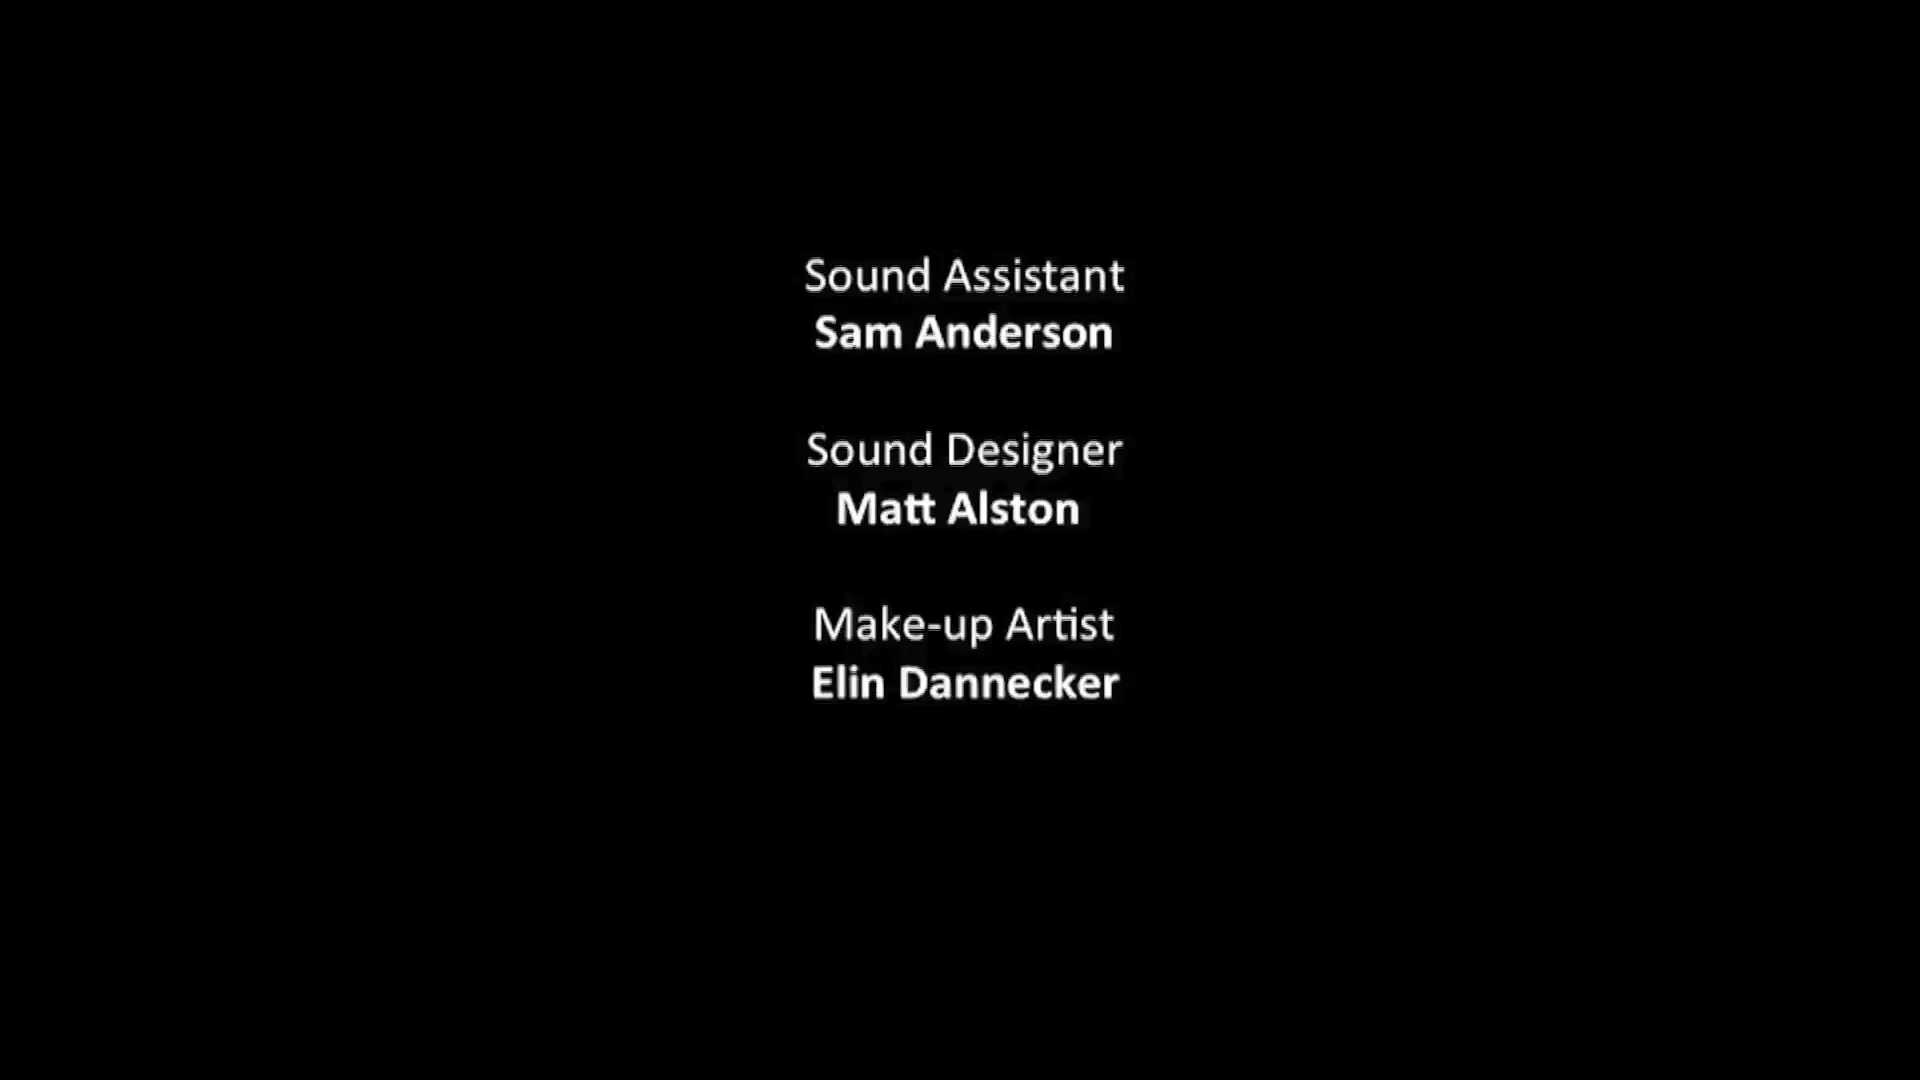 Sound Assistant
Sam Anderson
Sound Designer
Matt Alston
Make-up Artist
Elin Dannecker